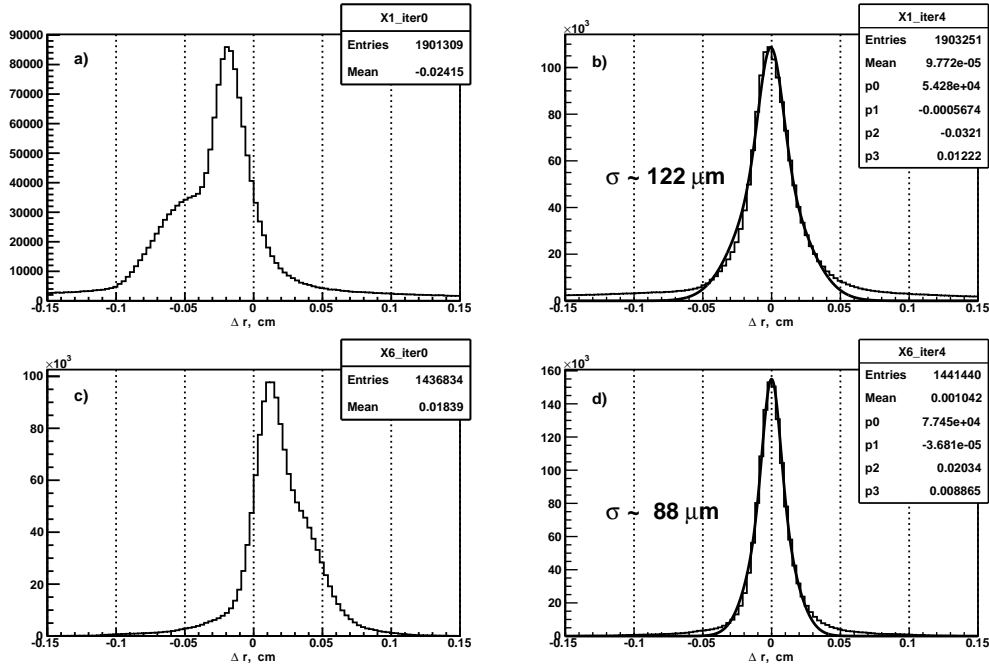 X1_iter0
Entries 1901309
Mean -0.02415
a)
90000
80000
70000
60000
50000
40000
30000
20000
10000
0
-0.15 -0.1 -0.05 0 0.05 0.1 0.15
Δ r, cm
X1_iter4
Entries 1903251
Mean 9.772e-05
p0 5.428e+04
p1 -0.0005674
p2 -0.0321
p3 0.01222
×10³
b)
σ ~ 122 μm
100
80
60
40
20
0
-0.15 -0.1 -0.05 0 0.05 0.1 0.15
Δ r, cm
X6_iter0
Entries 1436834
Mean 0.01839
×10³
c)
100
80
60
40
20
0
-0.15 -0.1 -0.05 0 0.05 0.1 0.15
Δ r, cm
X6_iter4
Entries 1441440
Mean 0.001042
p0 7.745e+04
p1 -3.681e-05
p2 0.02034
p3 0.008865
×10³
d)
σ ~ 88 μm
160
140
120
100
80
60
40
20
0
-0.15 -0.1 -0.05 0 0.05 0.1 0.15
Δ r, cm